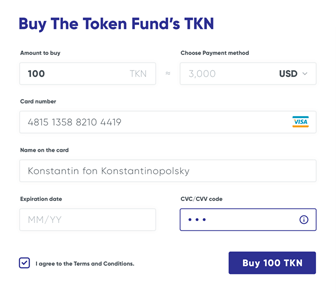 Buy The Token Fund's TKN
Amount to buy
Choose Payment method
100 TKN
≈
3,000 USD
Card number
4815 1358 8210 4419 VISA
Name on the card
Konstantin fon Konstantinopolsky
Expiration date
CVC/CVV code
MM/YY
•••
I agree to the Terms and Conditions.
Buy 100 TKN